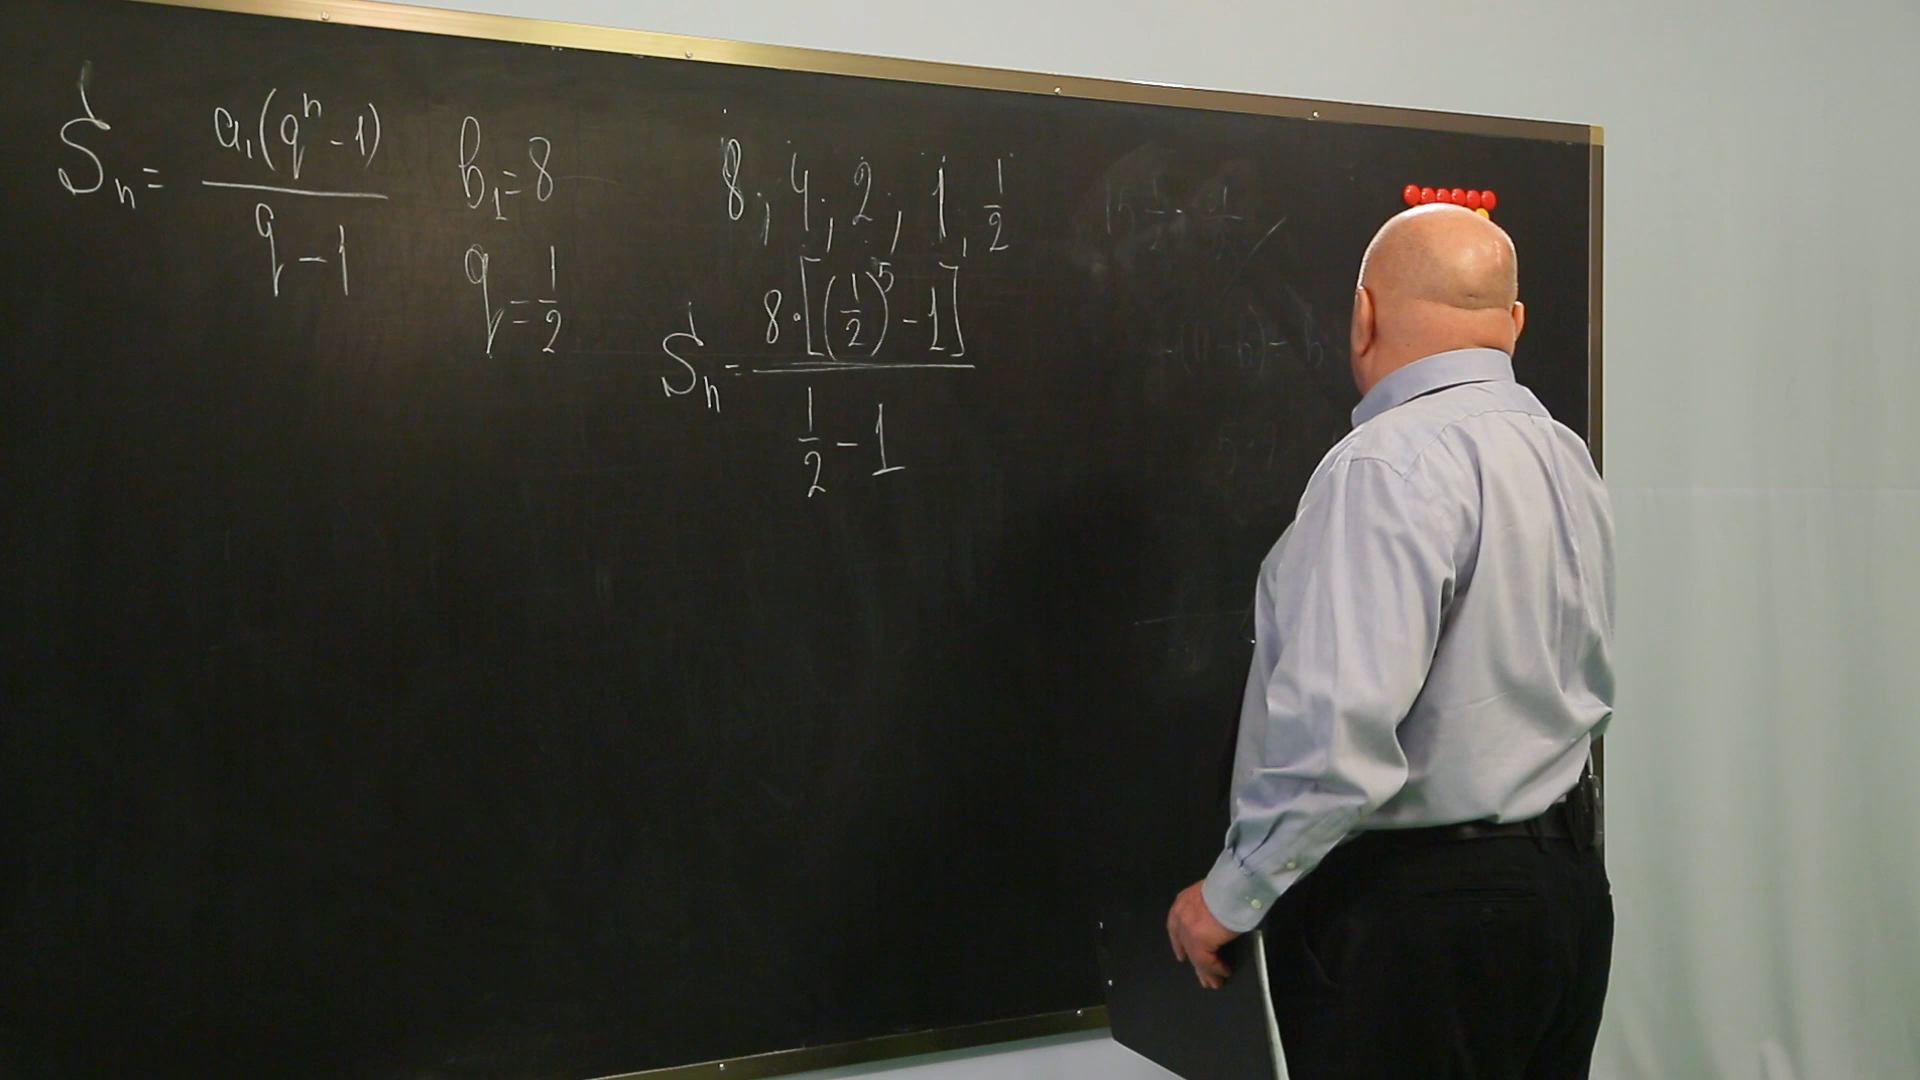 Sₙ = a₁(qⁿ - 1) / (q - 1)
b₁ = 8
q = 1/2
8; 4; 2; 1; 1/2
Sₙ = 8·[(1/2)⁵ - 1] / (1/2 - 1)